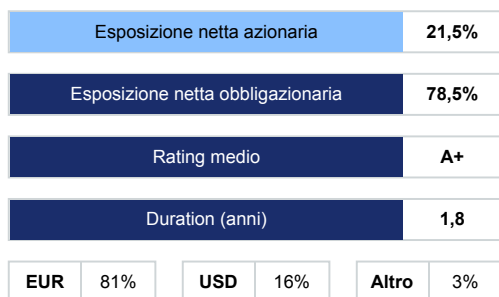 Esposizione netta azionaria 21,5%
Esposizione netta obbligazionaria 78,5%
Rating medio A+
Duration (anni) 1,8
EUR 81% USD 16% Altro 3%